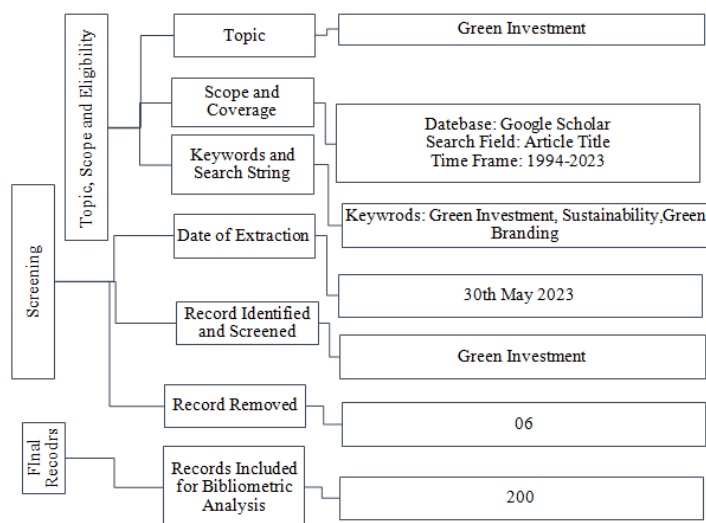 Topic, Scope and Eligibility
Topic
Green Investment
Scope and
Coverage
Datebase: Google Scholar
Search Field: Article Title
Time Frame: 1994-2023
Keywords and
Search String
Keywrods: Green Investment, Sustainability,Green
Branding
Screening
Date of Extraction
30th May 2023
Record Identified
and Screened
Green Investment
Record Removed
06
FInal
Recodrs
Records Included
for Bibliometric
Analysis
200